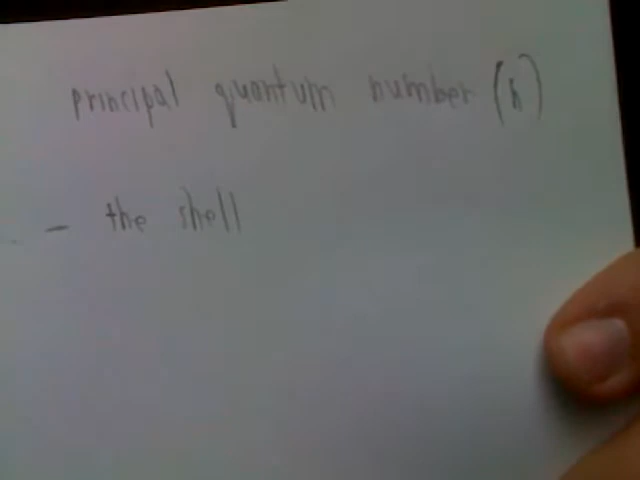 principal quantum number (n)
- the shell